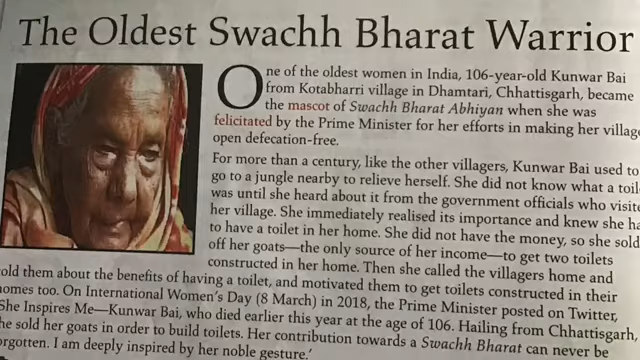 The Oldest Swachh Bharat Warrior
One of the oldest women in India, 106-year-old Kunwar Bai
from Kotabharri village in Dhamtari, Chhattisgarh, became
the mascot of Swachh Bharat Abhiyan when she was
felicitated by the Prime Minister for her efforts in making her village
open defecation-free.
For more than a century, like the other villagers, Kunwar Bai used to
go to a jungle nearby to relieve herself. She did not know what a toil
was until she heard about it from the government officials who visite
her village. She immediately realised its importance and knew she ha
to have a toilet in her home. She did not have the money, so she sold
off her goats—the only source of her income—to get two toilets
constructed in her home. Then she called the villagers home and
old them about the benefits of having a toilet, and motivated them to get toilets constructed in their
omes too. On International Women's Day (8 March) in 2018, the Prime Minister posted on Twitter,
She Inspires Me—Kunwar Bai, who died earlier this year at the age of 106. Hailing from Chhattisgarh,
he sold her goats in order to build toilets. Her contribution towards a Swachh Bharat can never be
rgotten. I am deeply inspired by her noble gesture.'